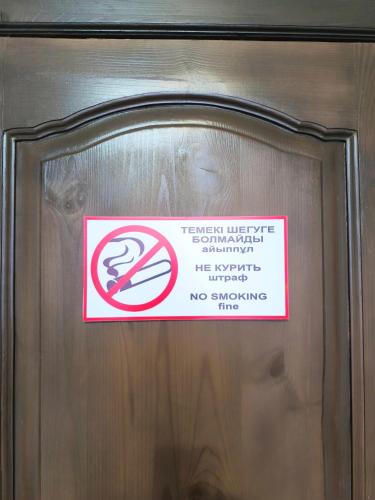 ТЕМЕКІ ШЕГУГЕ
БОЛМАЙДЫ
айыппұл
НЕ КУРИТЬ
штраф
NO SMOKING
fine